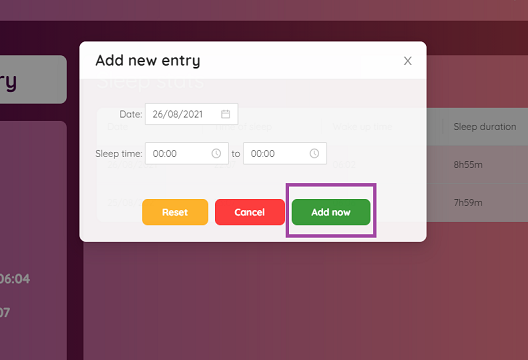 Add new entry
ry
Sleep stats
Date: 26/08/2021
Sleep duration
Sleep time: 00:00 to 00:00
8h55m
7h59m
Reset Cancel Add now
06:04
07